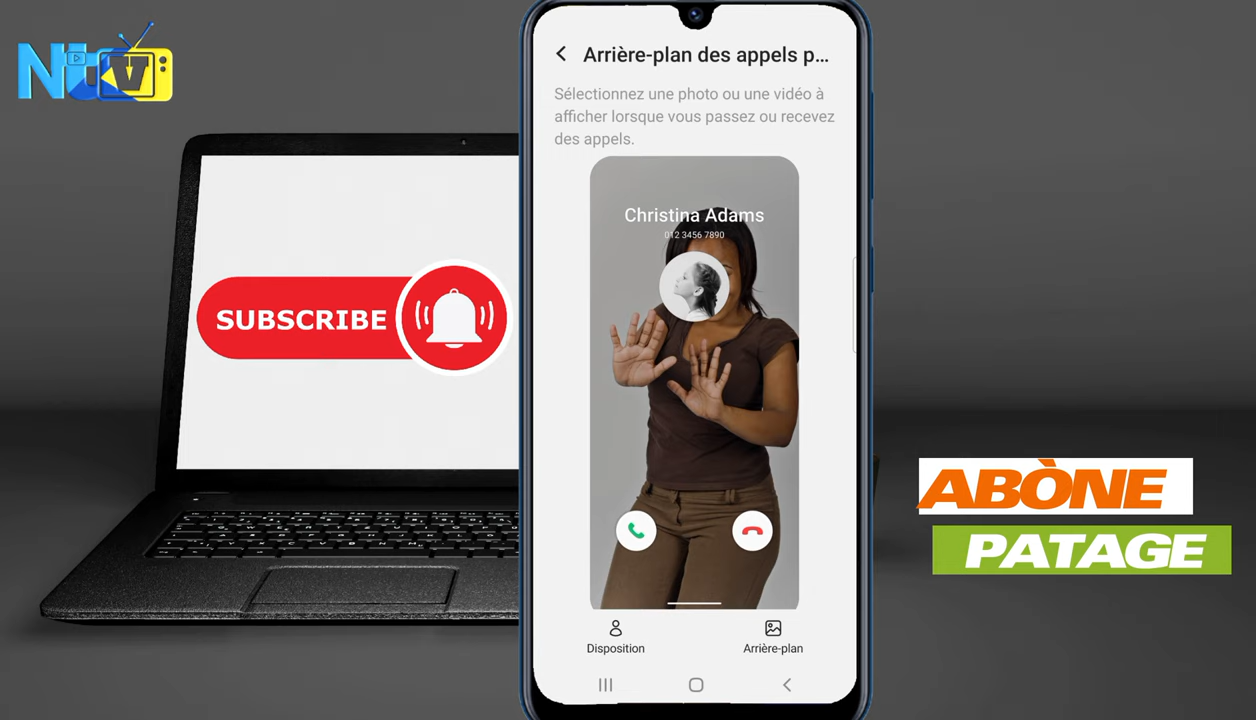 NTV
Arrière-plan des appels p...
Sélectionnez une photo ou une vidéo à
afficher lorsque vous passez ou recevez
des appels.
Christina Adams
012 3456 7890
SUBSCRIBE
ABÒNE
PATAGE
Disposition
Arrière-plan